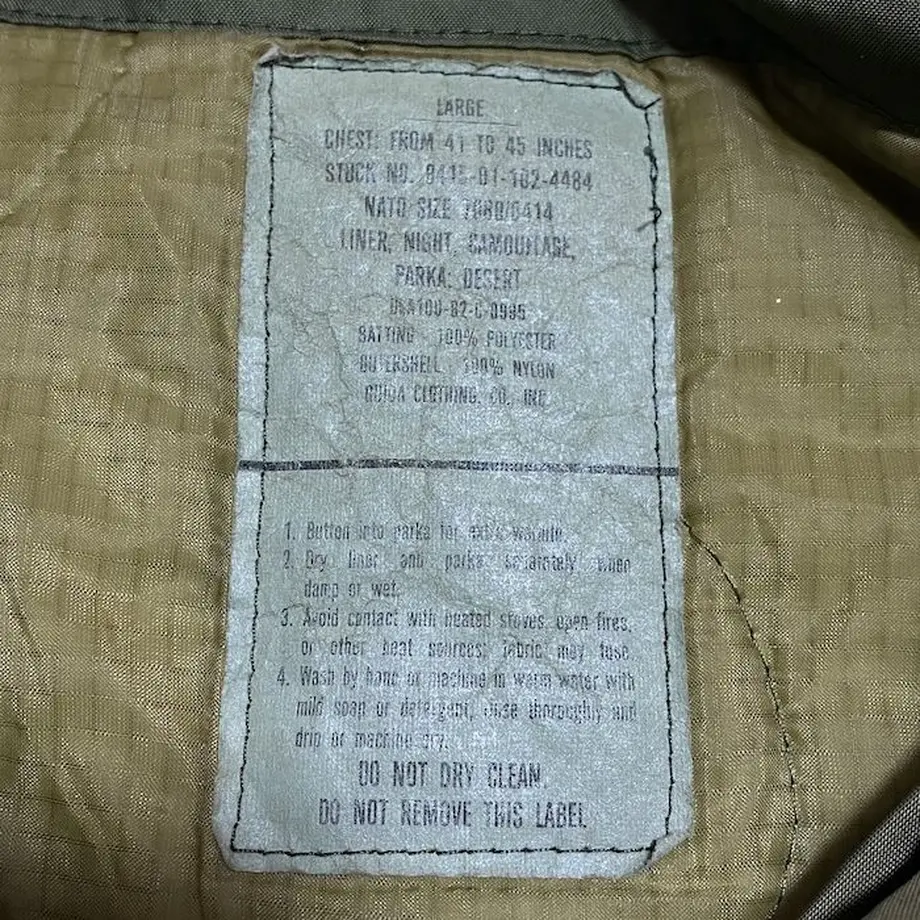 LARGE
CHEST: FROM 41 TO 45 INCHES
STOCK NO. 8415-01-102-4484
NATO SIZE
LINER, NIGHT, CAMOUFLAGE,
PARKA: DESERT
DLA100-82-C-0985
BATTING - 100% POLYESTER
OUTERSHELL - 100% NYLON
GUIDA CLOTHING, CO., INC.
1. Button into parka for extra warmth.
2. Dry liner and parka separately when
damp or wet.
3. Avoid contact with heated stoves, open fires,
or other heat sources; fabric may fuse.
4. Wash by hand or machine in warm water with
mild soap or detergent; rinse thoroughly and
drip or machine dry.
DO NOT DRY CLEAN.
DO NOT REMOVE THIS LABEL.